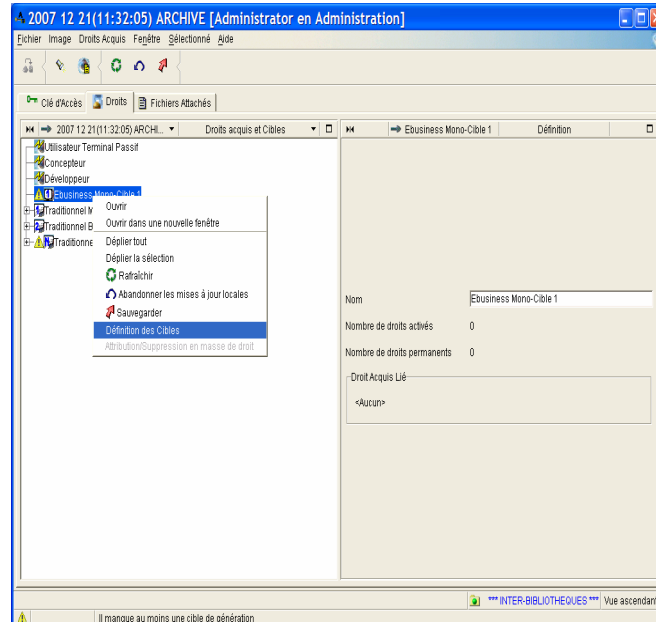 2007 12 21(11:32:05) ARCHIVE [Administrator en Administration]
Fichier Image Droits Acquis Fenêtre Sélectionné Aide
Clé d'Accès Droits Fichiers Attachés
2007 12 21(11:32:05) ARCHI... Droits acquis et Cibles
Ebusiness Mono-Cible 1 Définition
Utilisateur Terminal Passif
Concepteur
Développeur
Ebusiness Mono-Cible 1
Traditionnel M
Traditionnel B
Traditionne
Ouvrir
Ouvrir dans une nouvelle fenêtre
Déplier tout
Déplier la sélection
Rafraîchir
Abandonner les mises à jour locales
Sauvegarder
Définition des Cibles
Attribution/Suppression en masse de droit
Nom Ebusiness Mono-Cible 1
Nombre de droits activés 0
Nombre de droits permanents 0
Droit Acquis Lié
<Aucun>
*** INTER-BIBLIOTHEQUES *** Vue ascendant
Il manque au moins une cible de génération